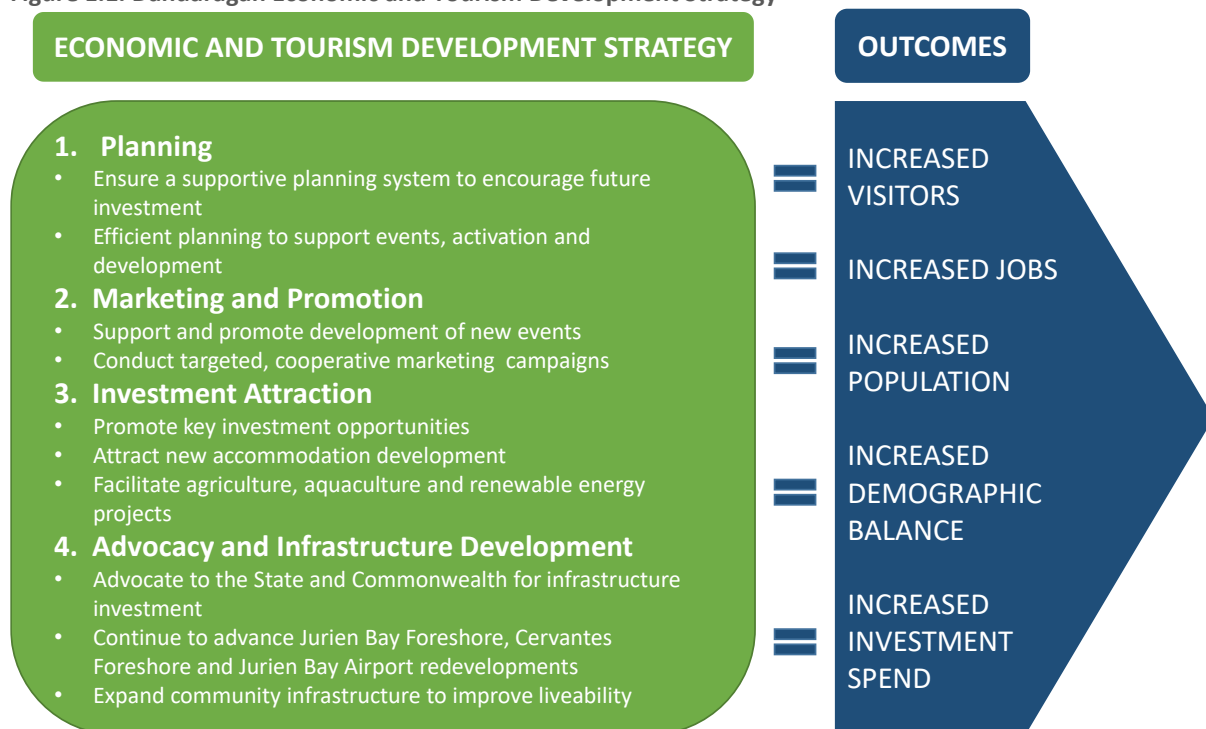 ECONOMIC AND TOURISM DEVELOPMENT STRATEGY
OUTCOMES
1. Planning
• Ensure a supportive planning system to encourage future
investment
• Efficient planning to support events, activation and
development
2. Marketing and Promotion
• Support and promote development of new events
• Conduct targeted, cooperative marketing campaigns
3. Investment Attraction
• Promote key investment opportunities
• Attract new accommodation development
• Facilitate agriculture, aquaculture and renewable energy
projects
4. Advocacy and Infrastructure Development
• Advocate to the State and Commonwealth for infrastructure
investment
• Continue to advance Jurien Bay Foreshore, Cervantes
Foreshore and Jurien Bay Airport redevelopments
• Expand community infrastructure to improve liveability
INCREASED
VISITORS
INCREASED JOBS
INCREASED
POPULATION
INCREASED
DEMOGRAPHIC
BALANCE
INCREASED
INVESTMENT
SPEND